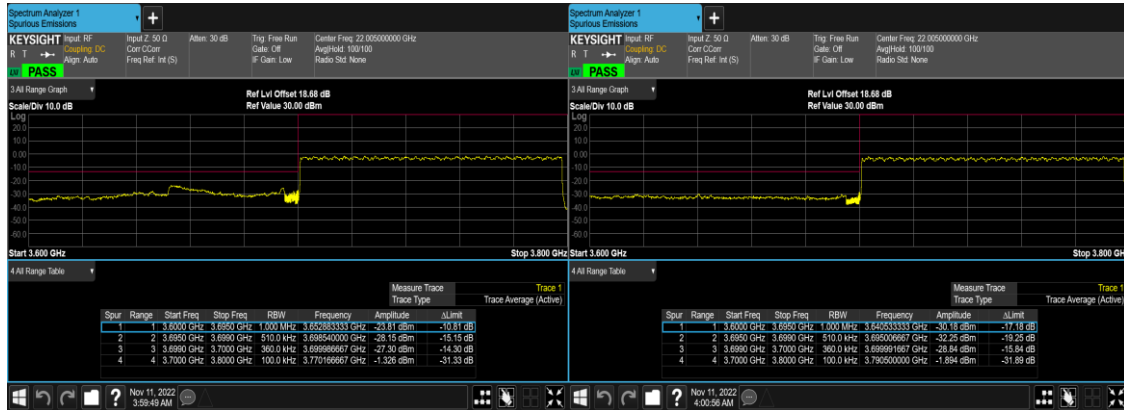 Spectrum Analyzer 1
Spurious Emissions
+
KEYSIGHT Input: RF Input Z: 50 Ω Atten: 30 dB Trig: Free Run Center Freq: 22.005000000 GHz
R T Coupling: DC Corr CCorr Gate: Off Avg|Hold: 100/100
Align: Auto Freq Ref: Int (S) IF Gain: Low Radio Std: None
PASS
3 All Range Graph
Ref Lvl Offset 18.68 dB
Scale/Div 10.0 dB Ref Value 30.00 dBm
Log
20.0
10.0
0.00
-10.0
-20.0
-30.0
-40.0
-50.0
-60.0
Start 3.600 GHz Stop 3.800 GHz
4 All Range Table
Measure Trace Trace 1
Trace Type Trace Average (Active)
Spur Range Start Freq Stop Freq RBW Frequency Amplitude ΔLimit
1 1 3.6000 GHz 3.6950 GHz 1.000 MHz 3.652883333 GHz -23.81 dBm -10.81 dB
2 2 3.6950 GHz 3.6990 GHz 510.0 kHz 3.698540000 GHz -28.15 dBm -15.15 dB
3 3 3.6990 GHz 3.7000 GHz 360.0 kHz 3.699986667 GHz -27.30 dBm -14.30 dB
4 4 3.7000 GHz 3.8000 GHz 100.0 kHz 3.770166667 GHz -1.326 dBm -31.33 dB
?
Nov 11, 2022
3:59:49 AM
Spectrum Analyzer 1
Spurious Emissions
+
KEYSIGHT Input: RF Input Z: 50 Ω Atten: 30 dB Trig: Free Run Center Freq: 22.005000000 GHz
R T Coupling: DC Corr CCorr Gate: Off Avg|Hold: 100/100
Align: Auto Freq Ref: Int (S) IF Gain: Low Radio Std: None
PASS
3 All Range Graph
Ref Lvl Offset 18.68 dB
Scale/Div 10.0 dB Ref Value 30.00 dBm
Log
20.0
10.0
0.00
-10.0
-20.0
-30.0
-40.0
-50.0
-60.0
Start 3.600 GHz Stop 3.800 GH
4 All Range Table
Measure Trace Trace 1
Trace Type Trace Average (Active)
Spur Range Start Freq Stop Freq RBW Frequency Amplitude ΔLimit
1 1 3.6000 GHz 3.6950 GHz 1.000 MHz 3.640533333 GHz -30.18 dBm -17.18 dB
2 2 3.6950 GHz 3.6990 GHz 510.0 kHz 3.695006667 GHz -32.25 dBm -19.25 dB
3 3 3.6990 GHz 3.7000 GHz 360.0 kHz 3.699991667 GHz -28.84 dBm -15.84 dB
4 4 3.7000 GHz 3.8000 GHz 100.0 kHz 3.790500000 GHz -1.894 dBm -31.89 dB
?
Nov 11, 2022
4:00:56 AM